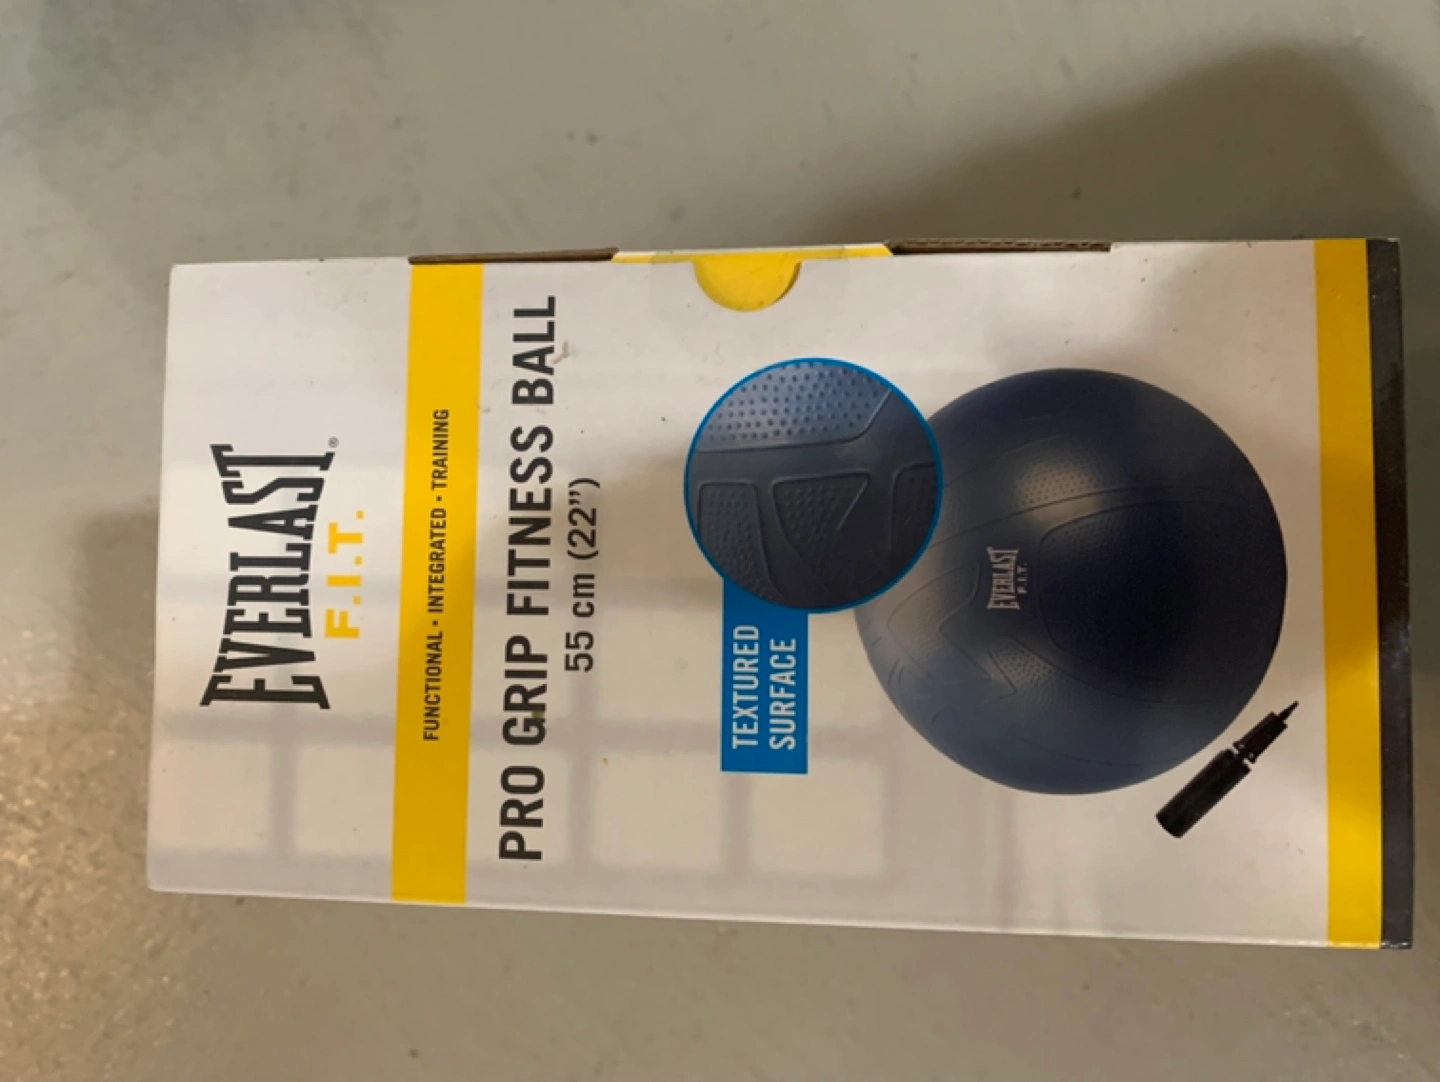 EVERLAST®
F.I.T.
FUNCTIONAL • INTEGRATED • TRAINING
PRO GRIP FITNESS BALL
55 cm (22”)
TEXTURED
SURFACE
EVERLAST
F.I.T.